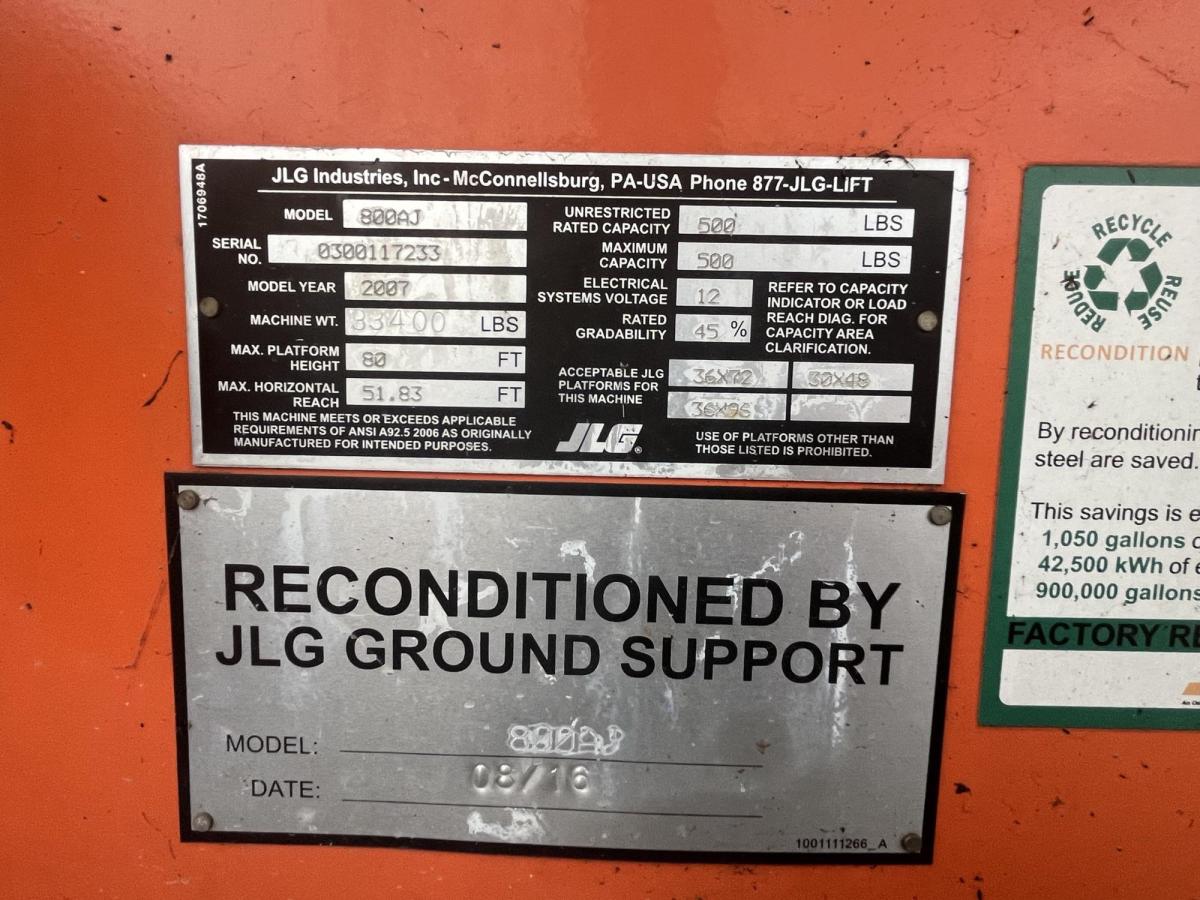 1706948A
JLG Industries, Inc - McConnellsburg, PA-USA Phone 877-JLG-LIFT
MODEL 800AJ
SERIAL NO. 0300117233
MODEL YEAR 2007
MACHINE WT. 33400 LBS
MAX. PLATFORM HEIGHT 80 FT
MAX. HORIZONTAL REACH 51.83 FT
THIS MACHINE MEETS OR EXCEEDS APPLICABLE
REQUIREMENTS OF ANSI A92.5 2006 AS ORIGINALLY
MANUFACTURED FOR INTENDED PURPOSES.
UNRESTRICTED RATED CAPACITY 500 LBS
MAXIMUM CAPACITY 500 LBS
ELECTRICAL SYSTEMS VOLTAGE 12
RATED GRADABILITY 45 %
REFER TO CAPACITY
INDICATOR OR LOAD
REACH DIAG. FOR
CAPACITY AREA
CLARIFICATION.
ACCEPTABLE JLG
PLATFORMS FOR
THIS MACHINE
36X72 30X48
36X96
JLG®
USE OF PLATFORMS OTHER THAN
THOSE LISTED IS PROHIBITED.
RECONDITIONED BY
JLG GROUND SUPPORT
MODEL: 800AJ
DATE: 08/16
1001111266_A
RECYCLE
REUSE
REDUCE
RECONDITION
By reconditionin
steel are saved.
This savings is e
1,050 gallons o
42,500 kWh of e
900,000 gallons
FACTORY RE